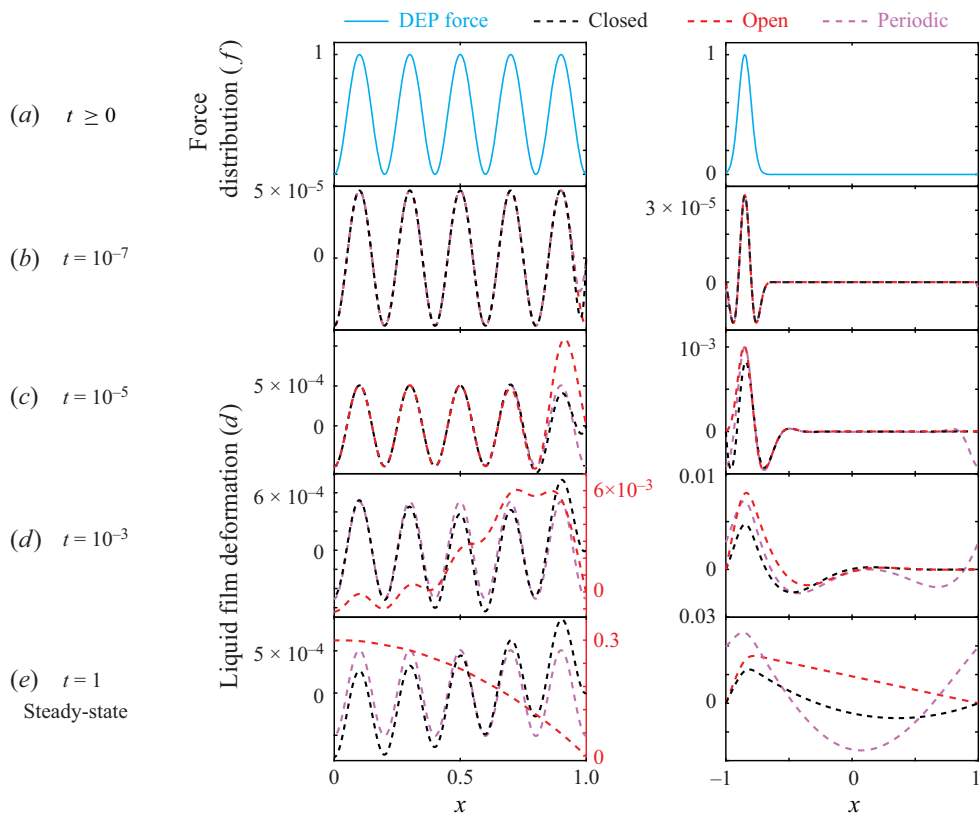 DEP force Closed Open Periodic
(a) t ≥ 0
Force distribution (f)
1
0
1
0
(b) t = 10⁻⁷
5 × 10⁻⁵
0
3 × 10⁻⁵
0
Liquid film deformation (d)
(c) t = 10⁻⁵
5 × 10⁻⁴
0
10⁻³
0
(d) t = 10⁻³
6 × 10⁻⁴
0
6×10⁻³
0
0.01
0
(e) t = 1
Steady-state
5 × 10⁻⁴
0
0.3
0
0.03
0
0 0.5 1.0
x
–1 0 1
x